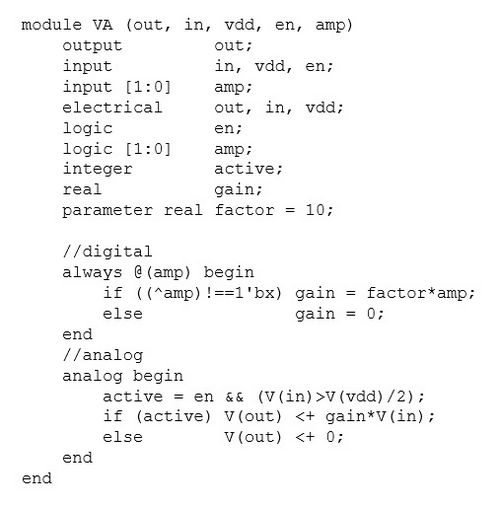 module VA (out, in, vdd, en, amp)
    output         out;
    input          in, vdd, en;
    input [1:0]    amp;
    electrical     out, in, vdd;
    logic          en;
    logic [1:0]    amp;
    integer        active;
    real           gain;
    parameter real factor = 10;

    //digital
    always @(amp) begin
        if ((^amp)!==1'bx) gain = factor*amp;
        else               gain = 0;
    end
    //analog
    analog begin
        active = en && (V(in)>V(vdd)/2);
        if (active) V(out) <+ gain*V(in);
        else        V(out) <+ 0;
    end
end